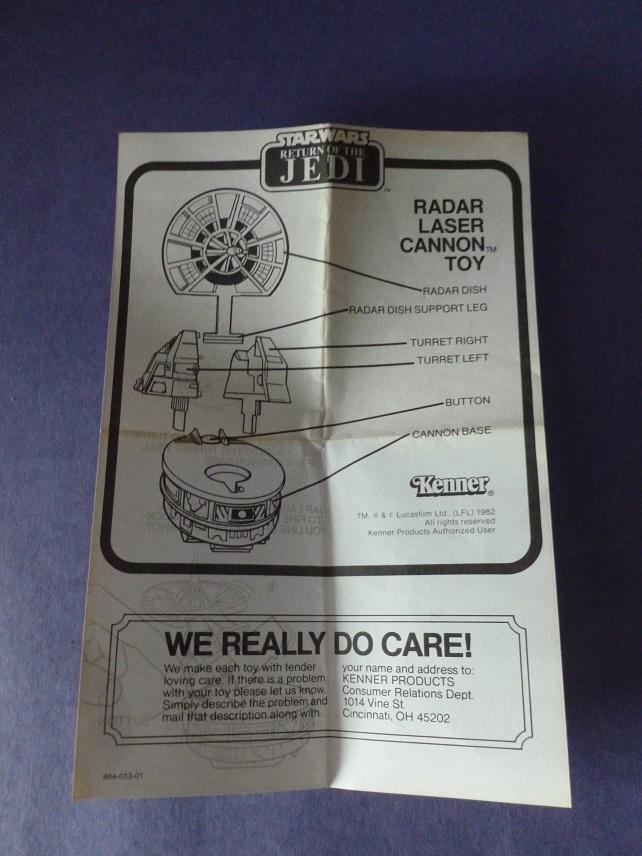 STAR WARS
RETURN OF THE
JEDI
TM
RADAR
LASER
CANNON TM
TOY
RADAR DISH
RADAR DISH SUPPORT LEG
TURRET RIGHT
TURRET LEFT
BUTTON
CANNON BASE
Kenner®
TM, ® & © Lucasfilm Ltd., (LFL) 1982
All rights reserved.
Kenner Products Authorized User
WE REALLY DO CARE!
We make each toy with tender
loving care. If there is a problem
with your toy please let us know.
Simply describe the problem and
mail that description along with
your name and address to:
KENNER PRODUCTS
Consumer Relations Dept.
1014 Vine St.
Cincinnati, OH 45202
464-013-01